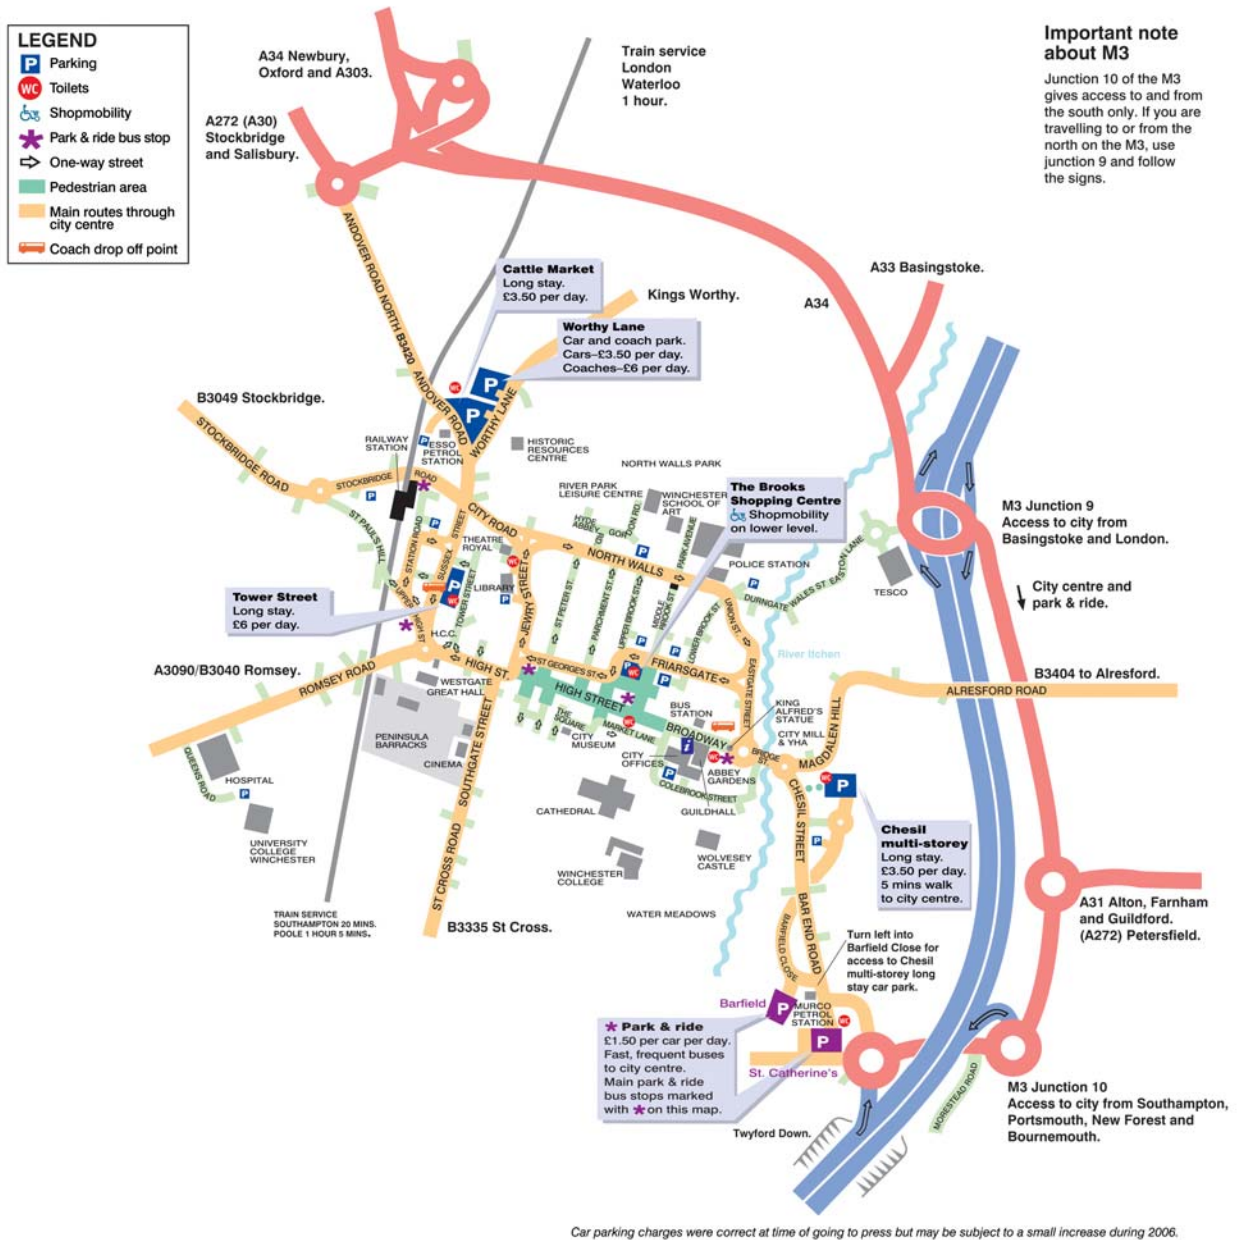 LEGEND
P Parking
WC Toilets
Shopmobility
Park & ride bus stop
One-way street
Pedestrian area
Main routes through
city centre
Coach drop off point
A34 Newbury,
Oxford and A303.
A272 (A30)
Stockbridge
and Salisbury.
Train service
London
Waterloo
1 hour.
Important note
about M3
Junction 10 of the M3
gives access to and from
the south only. If you are
travelling to or from the
north on the M3, use
junction 9 and follow
the signs.
ANDOVER ROAD NORTH B3420
Cattle Market
Long stay.
£3.50 per day.
Kings Worthy.
Worthy Lane
Car and coach park.
Cars–£3.50 per day.
Coaches–£6 per day.
A33 Basingstoke.
A34
B3049 Stockbridge.
STOCKBRIDGE ROAD
ANDOVER ROAD
WORTHY LANE
WC
P
P
P
RAILWAY
STATION
ESSO
PETROL
STATION
HISTORIC
RESOURCES
CENTRE
NORTH WALLS PARK
STOCKBRIDGE
ROAD
P
RIVER PARK
LEISURE CENTRE
WINCHESTER
SCHOOL OF
ART
The Brooks
Shopping Centre
Shopmobility
on lower level.
M3 Junction 9
Access to city from
Basingstoke and London.
City centre and
park & ride.
ST PAULS HILL
STATION ROAD
P
SUSSEX
STREET
CITY ROAD
THEATRE
ROYAL
WC
HYDE
ABBEY
RD
GORDON RD.
PARK AVENUE
P
NORTH WALLS
POLICE STATION
P
DURNGATE
WALES ST
EASTON LANE
TESCO
Tower Street
Long stay.
£6 per day.
UPPER
HIGH ST
P
WC
TOWER STREET
LIBRARY
P
JEWRY STREET
ST PETER ST.
PARCHMENT ST.
UPPER BROOK ST.
MIDDLE
BROOK ST.
LOWER BROOK ST.
UNION ST.
H.C.C.
River Itchen
A3090/B3040 Romsey.
ROMSEY ROAD
HIGH ST.
WESTGATE
GREAT HALL
ST GEORGES ST.
P
P
P
WC
P
FRIARSGATE
EASTGATE STREET
B3404 to Alresford.
ALRESFORD ROAD
HIGH STREET
WC
BUS
STATION
KING
ALFRED'S
STATUE
CITY MILL
& YHA
MAGDALEN HILL
THE
SQUARE
MARKET LANE
BROADWAY
CITY
MUSEUM
CITY
OFFICES
i
WC
BRIDGE
ST
PENINSULA
BARRACKS
CINEMA
SOUTHGATE STREET
P
ABBEY
GARDENS
COLEBROOK STREET
GUILDHALL
QUEENS ROAD
HOSPITAL
P
UNIVERSITY
COLLEGE
WINCHESTER
CATHEDRAL
WC
P
CHESIL STREET
P
Chesil
multi-storey
Long stay.
£3.50 per day.
5 mins walk
to city centre.
WINCHESTER
COLLEGE
WOLVESEY
CASTLE
ST CROSS ROAD
B3335 St Cross.
TRAIN SERVICE
SOUTHAMPTON 20 MINS.
POOLE 1 HOUR 5 MINS.
WATER MEADOWS
A31 Alton, Farnham
and Guildford.
(A272) Petersfield.
BAR END ROAD
BARFIELD CLOSE
Turn left into
Barfield Close for
access to Chesil
multi-storey long
stay car park.
Barfield
P
MURCO
PETROL
STATION
WC
P
St. Catherine's
Park & ride
£1.50 per car per day.
Fast, frequent buses
to city centre.
Main park & ride
bus stops marked
with * on this map.
MORESTEAD ROAD
M3 Junction 10
Access to city from Southampton,
Portsmouth, New Forest and
Bournemouth.
Twyford Down.
Car parking charges were correct at time of going to press but may be subject to a small increase during 2006.